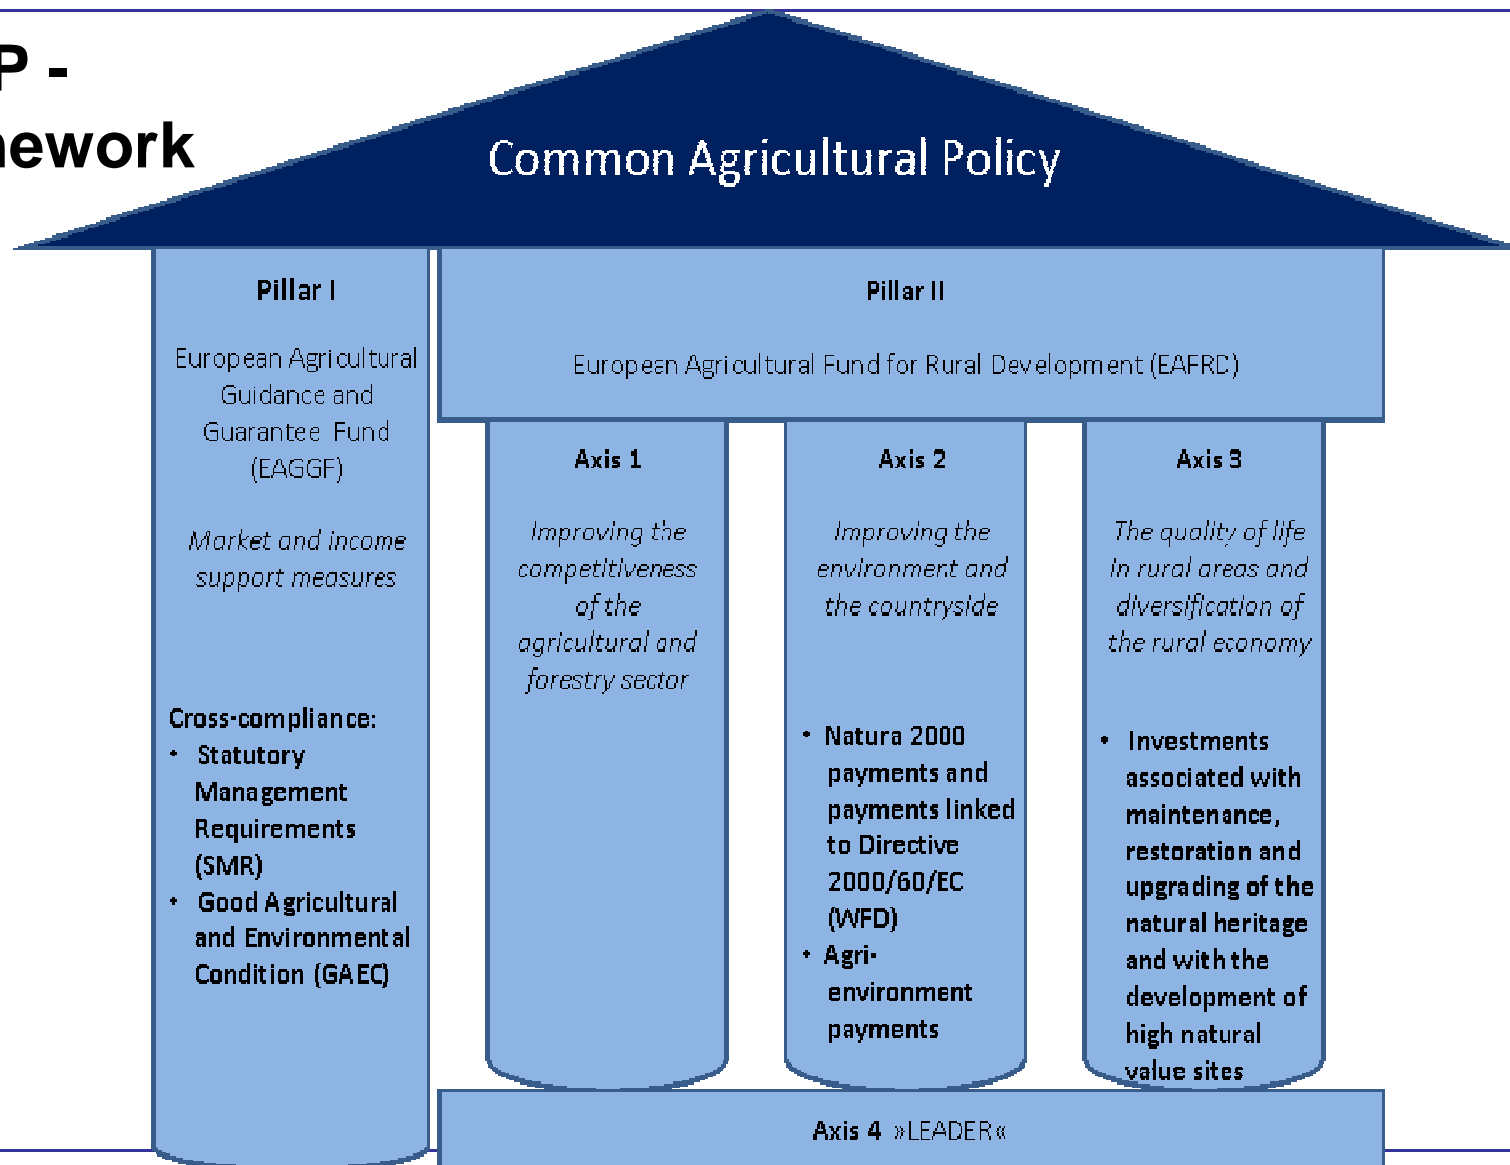 P -
ework
Common Agricultural Policy
Pillar I
European Agricultural
Guidance and
Guarantee Fund
(EAGGF)
Market and income
support measures
Cross-compliance:
• Statutory
Management
Requirements
(SMR)
• Good Agricultural
and Environmental
Condition (GAEC)
Pillar II
European Agricultural Fund for Rural Development (EAFRD)
Axis 1
Improving the
competitiveness
of the
agricultural and
forestry sector
Axis 2
Improving the
environment and
the countryside
• Natura 2000
payments and
payments linked
to Directive
2000/60/EC
(WFD)
• Agri-
environment
payments
Axis 3
The quality of life
in rural areas and
diversification of
the rural economy
• Investments
associated with
maintenance,
restoration and
upgrading of the
natural heritage
and with the
development of
high natural
value sites
Axis 4 »LEADER«